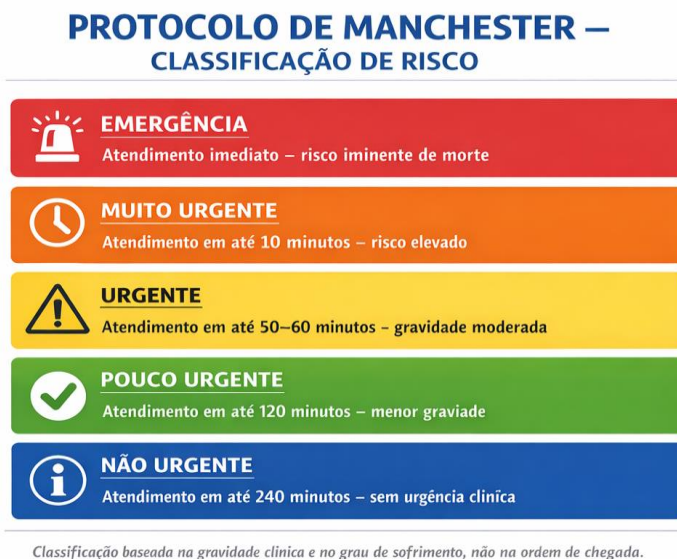 PROTOCOLO DE MANCHESTER –
CLASSIFICAÇÃO DE RISCO
EMERGÊNCIA
Atendimento imediato – risco iminente de morte
MUITO URGENTE
Atendimento em até 10 minutos – risco elevado
URGENTE
Atendimento em até 50–60 minutos – gravidade moderada
POUCO URGENTE
Atendimento em até 120 minutos – menor graviade
NÃO URGENTE
Atendimento em até 240 minutos – sem urgência clinīca
Classificação baseada na gravidade clinica e no grau de sofrimento, não na ordem de chegada.